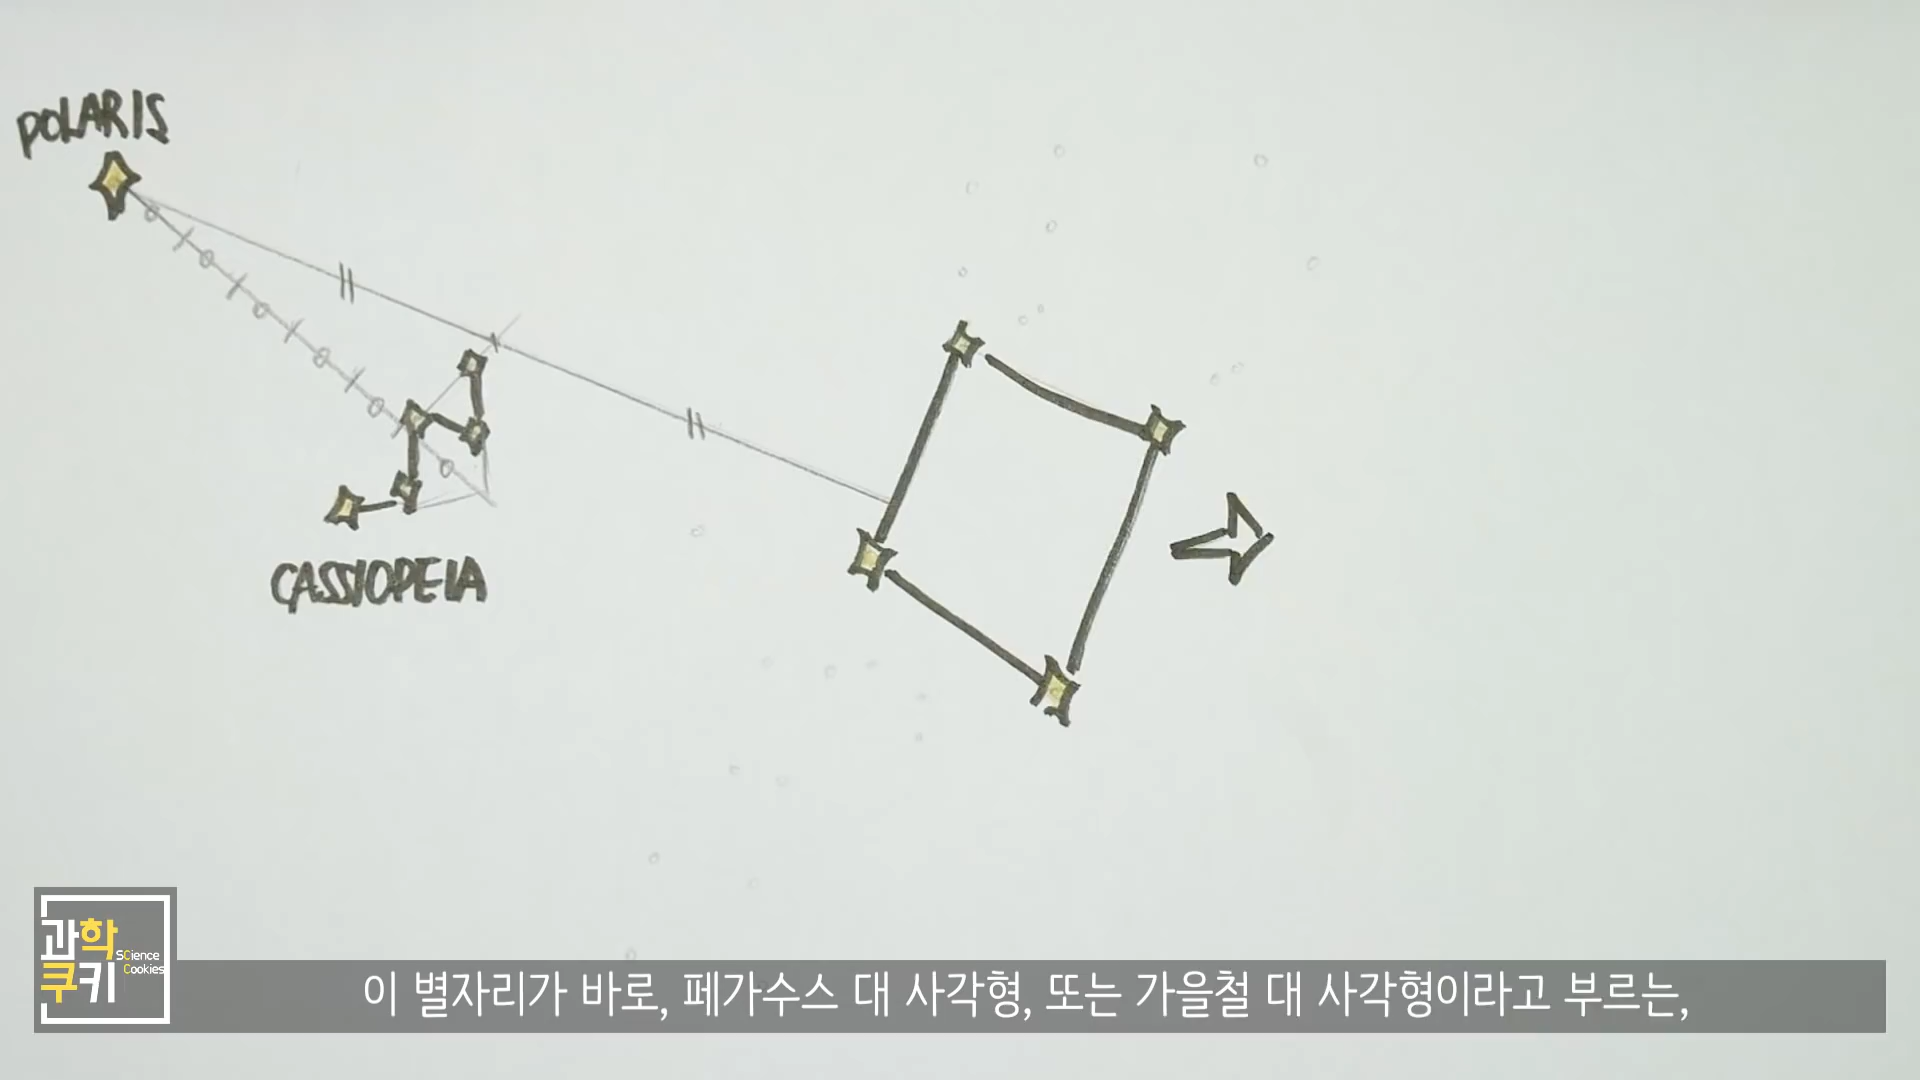 POLARIS
CASSIOPEIA
과학
쿠키
Science
Cookies
이 별자리가 바로, 페가수스 대 사각형, 또는 가을철 대 사각형이라고 부르는,